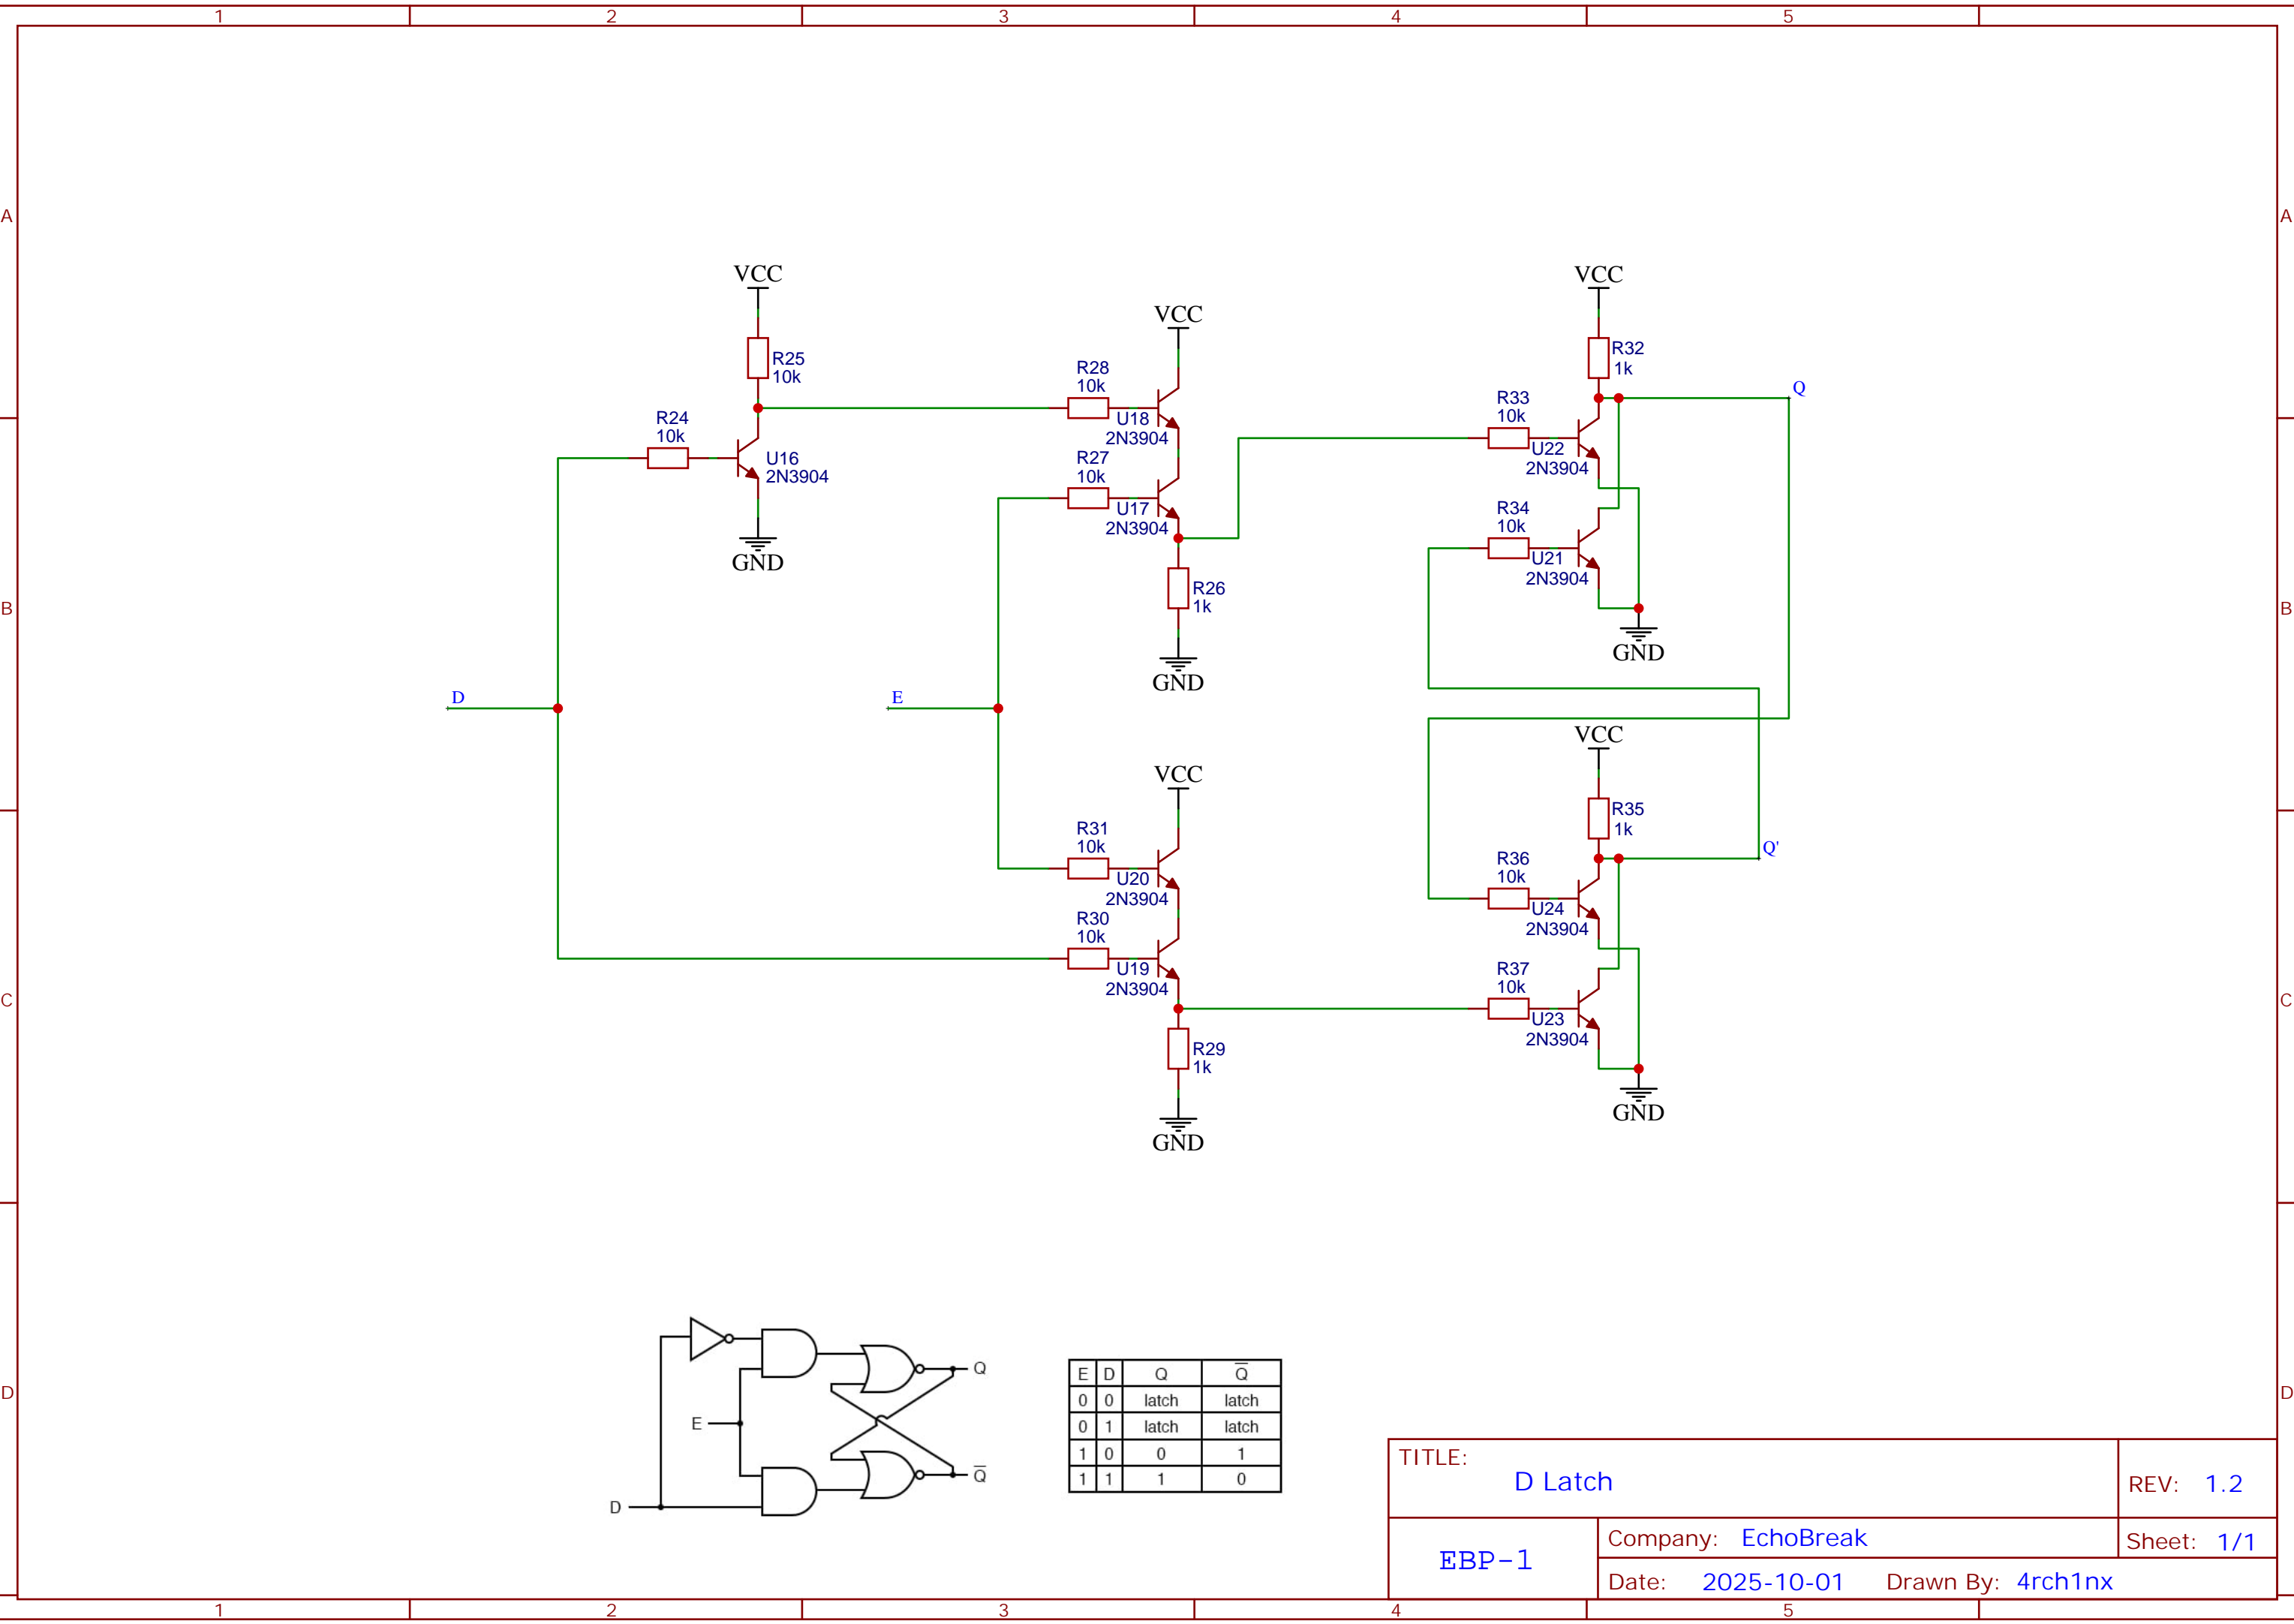 1 2 3 4 5
A A
VCC VCC
VCC
R25
10k
R32
1k
R28
10k
Q
R33
10k
R24
10k
U18
2N3904
U22
2N3904
U16
2N3904
R27
10k
U17
2N3904
R34
10k
GND
U21
2N3904
R26
1k
B B
GND
GND
D
E
VCC
VCC
R35
1k
R31
10k
Q'
R36
10k
U20
2N3904
U24
2N3904
R30
10k
U19
2N3904
R37
10k
C C
U23
2N3904
R29
1k
GND
GND
D D
Q
E
Q̅
D
E D Q Q̅
0 0 latch latch
0 1 latch latch
1 0 0 1
1 1 1 0
TITLE:
D Latch
REV: 1.2
EBP-1
Company: EchoBreak
Sheet: 1/1
Date: 2025-10-01 Drawn By: 4rch1nx
1 2 3 4 5